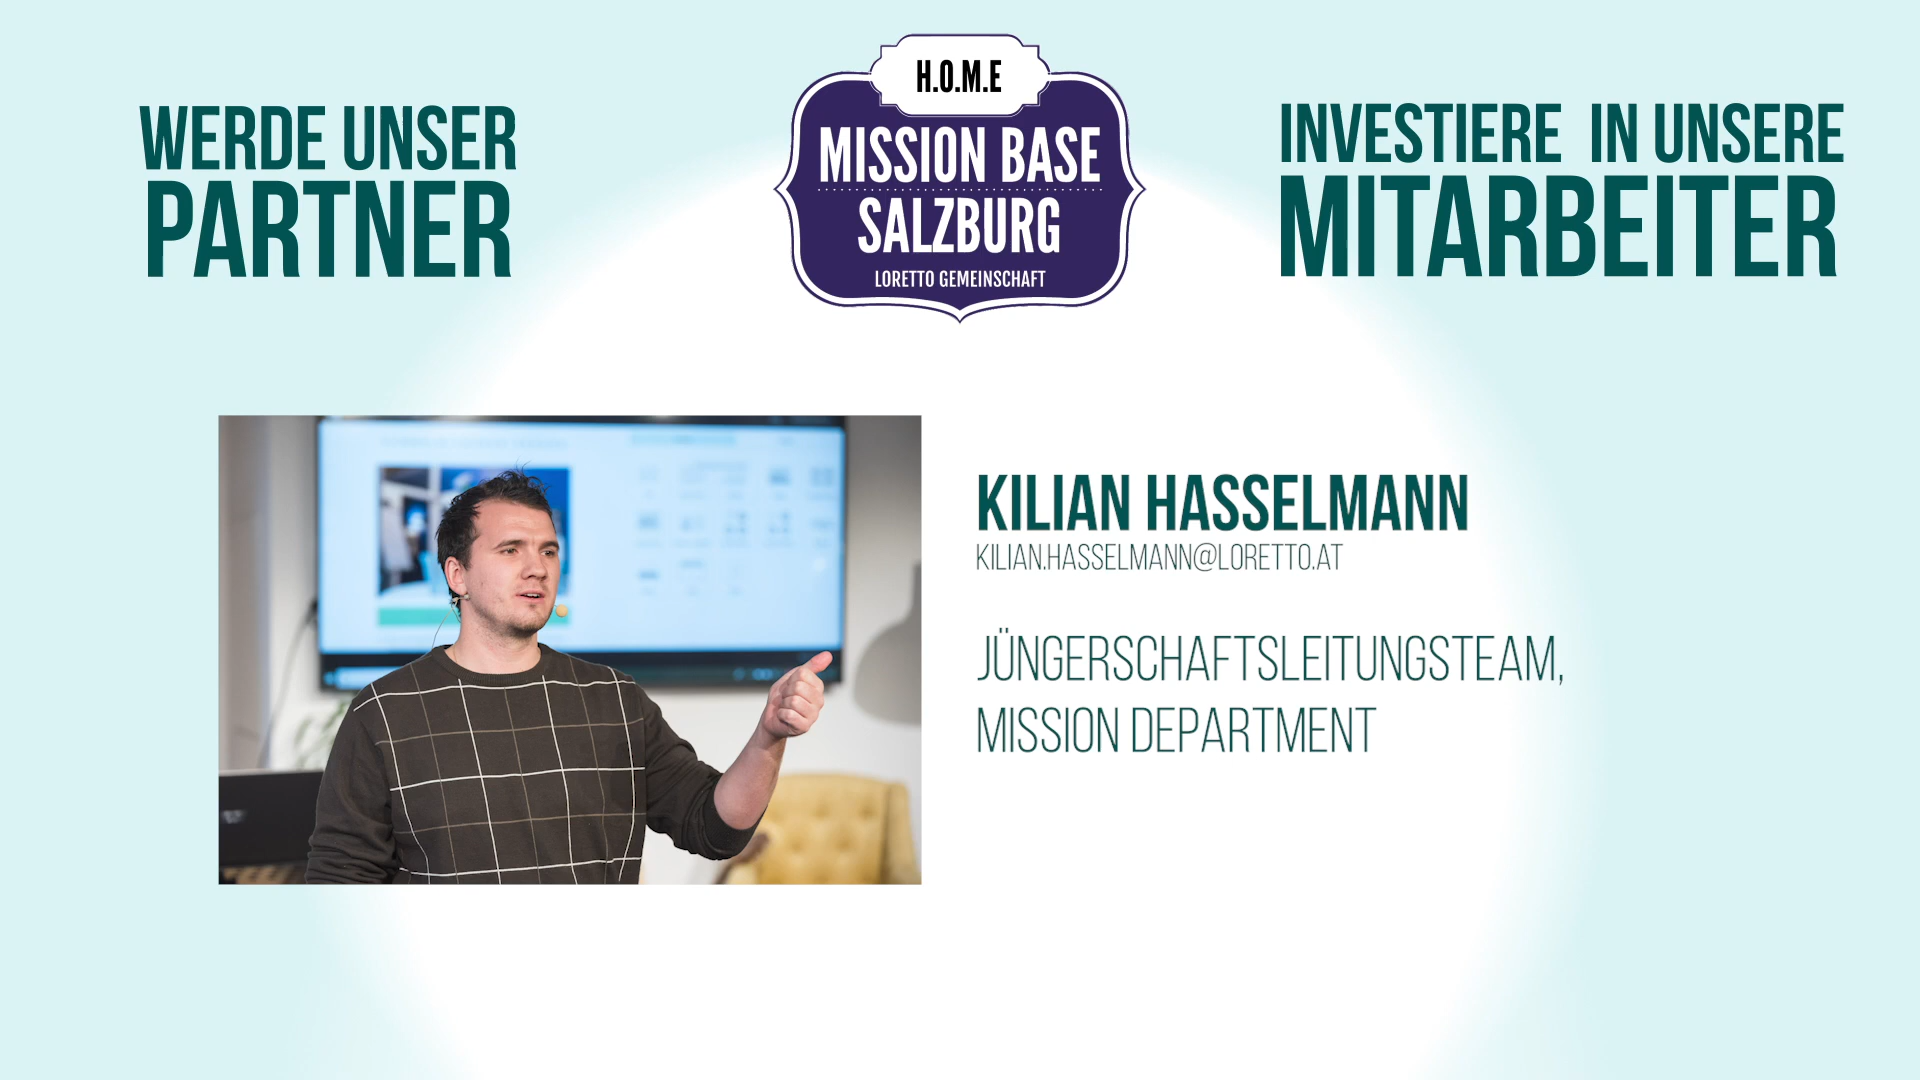 WERDE UNSER
PARTNER
H.O.M.E
MISSION BASE
SALZBURG
LORETTO GEMEINSCHAFT
INVESTIERE IN UNSERE
MITARBEITER
KILIAN HASSELMANN
KILIAN.HASSELMANN@LORETTO.AT
JÜNGERSCHAFTSLEITUNGSTEAM,
MISSION DEPARTMENT